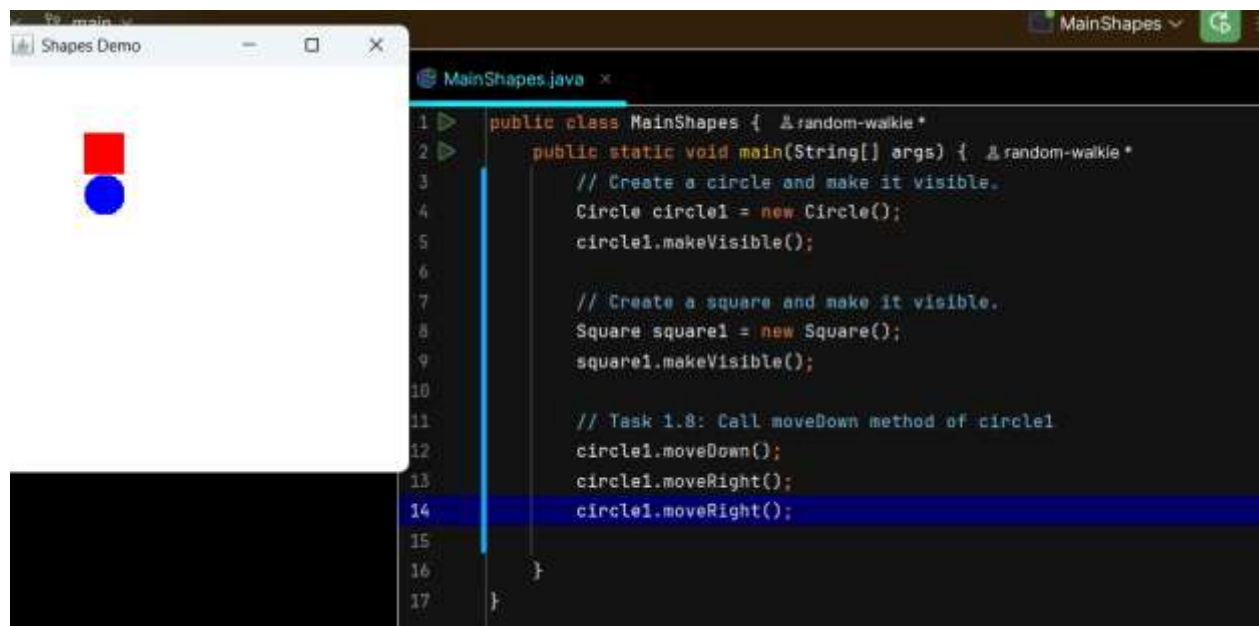 main
MainShapes
Shapes Demo
MainShapes.java
1 public class MainShapes { random-walkie *
2 public static void main(String[] args) { random-walkie *
3 // Create a circle and make it visible.
4 Circle circle1 = new Circle();
5 circle1.makeVisible();
6
7 // Create a square and make it visible.
8 Square square1 = new Square();
9 square1.makeVisible();
10
11 // Task 1.8: Call moveDown method of circle1
12 circle1.moveDown();
13 circle1.moveRight();
14 circle1.moveRight();
15
16 }
17 }